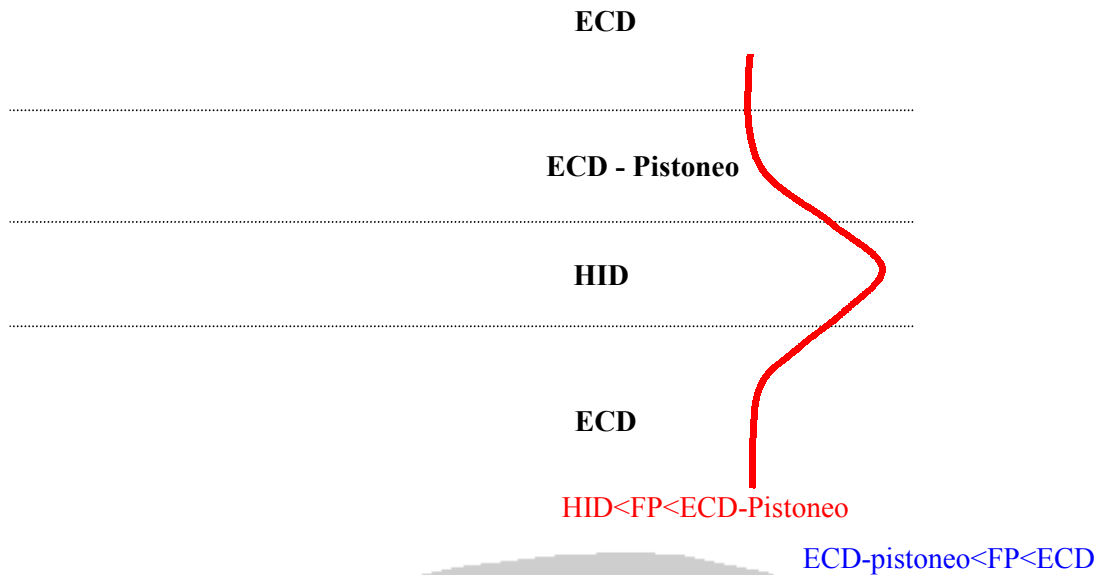 ECD
ECD - Pistoneo
HID
ECD
HID<FP<ECD-Pistoneo
ECD-pistoneo<FP<ECD